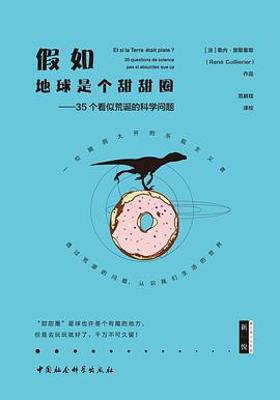 假如
地球是个甜甜圈
——35个看似荒诞的科学问题
Et si la Terre était plate ?
35 questions de science
pas si absurdes que ça
[法]勒内·居耶里耶
(René Cuillierier)
作品
范鹏程
译校
“甜甜圈”星球也许是个有趣的地方，
但是去玩玩就好了，千万不可久留！
新悦
中国社会科学出版社